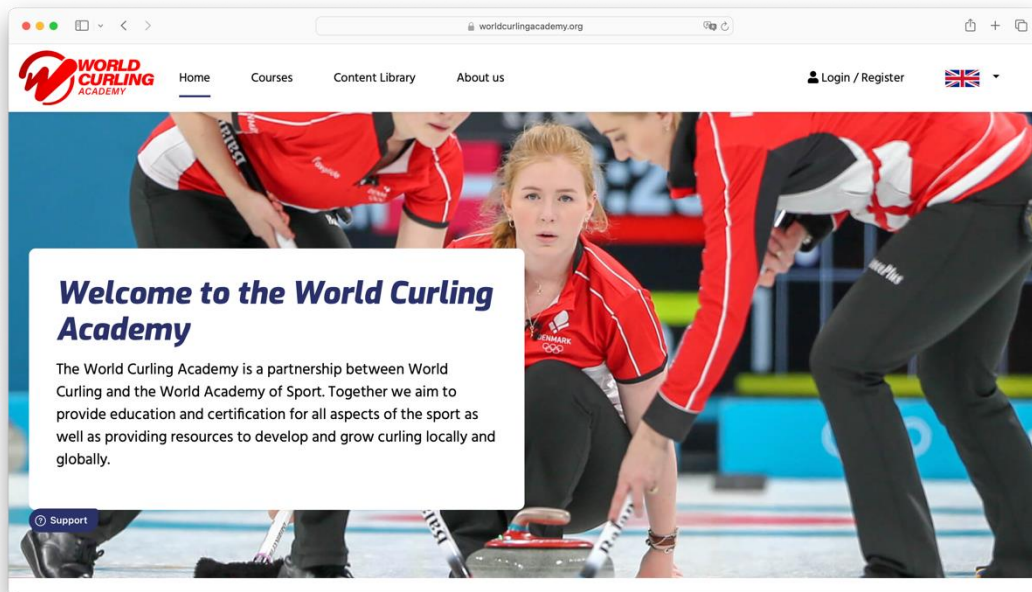 worldcurlingacademy.org
WORLD
CURLING
ACADEMY
Home
Courses
Content Library
About us
Login / Register
Balance
DENMARK
Welcome to the World Curling
Academy
The World Curling Academy is a partnership between World
Curling and the World Academy of Sport. Together we aim to
provide education and certification for all aspects of the sport as
well as providing resources to develop and grow curling locally and
globally.
Support